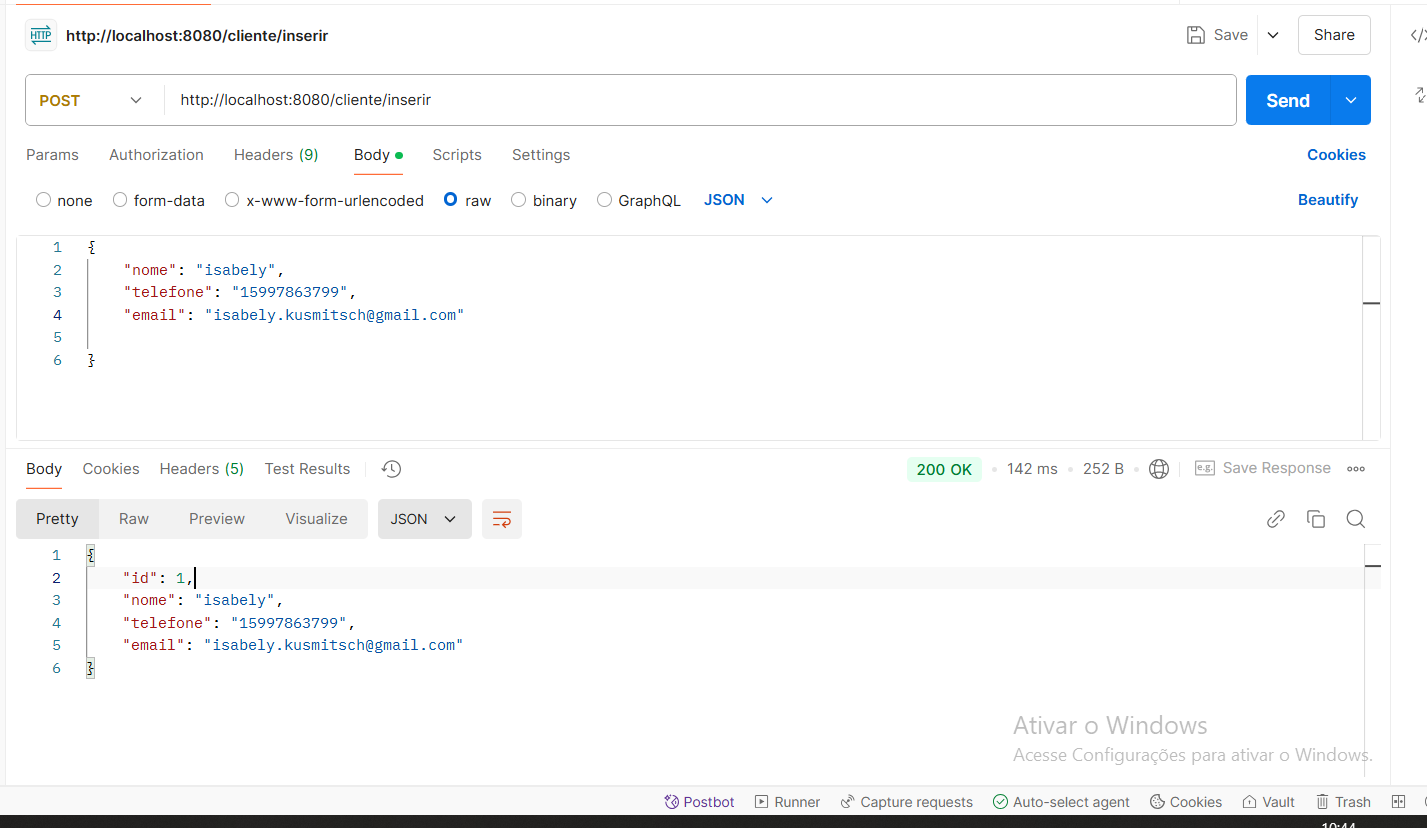 HTTP http://localhost:8080/cliente/inserir Save Share
POST http://localhost:8080/cliente/inserir Send
Params Authorization Headers (9) Body Scripts Settings Cookies
none form-data x-www-form-urlencoded raw binary GraphQL JSON Beautify
1 {
2 "nome": "isabely",
3 "telefone": "15997863799",
4 "email": "isabely.kusmitsch@gmail.com"
5
6 }
Body Cookies Headers (5) Test Results 200 OK 142 ms 252 B e.g. Save Response
Pretty Raw Preview Visualize JSON
1 {
2 "id": 1,
3 "nome": "isabely",
4 "telefone": "15997863799",
5 "email": "isabely.kusmitsch@gmail.com"
6 }
Ativar o Windows
Acesse Configurações para ativar o Windows.
Postbot Runner Capture requests Auto-select agent Cookies Vault Trash